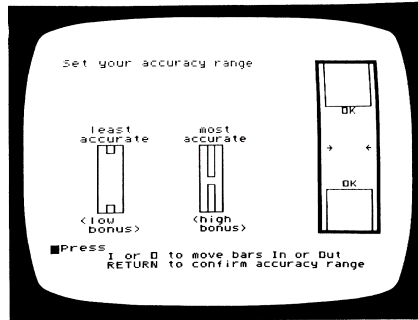 Set your accuracy range
least accurate
most accurate
OK
→ ←
OK
<low bonus>
<high bonus>
Press
I or O to move bars In or Out
RETURN to confirm accuracy range